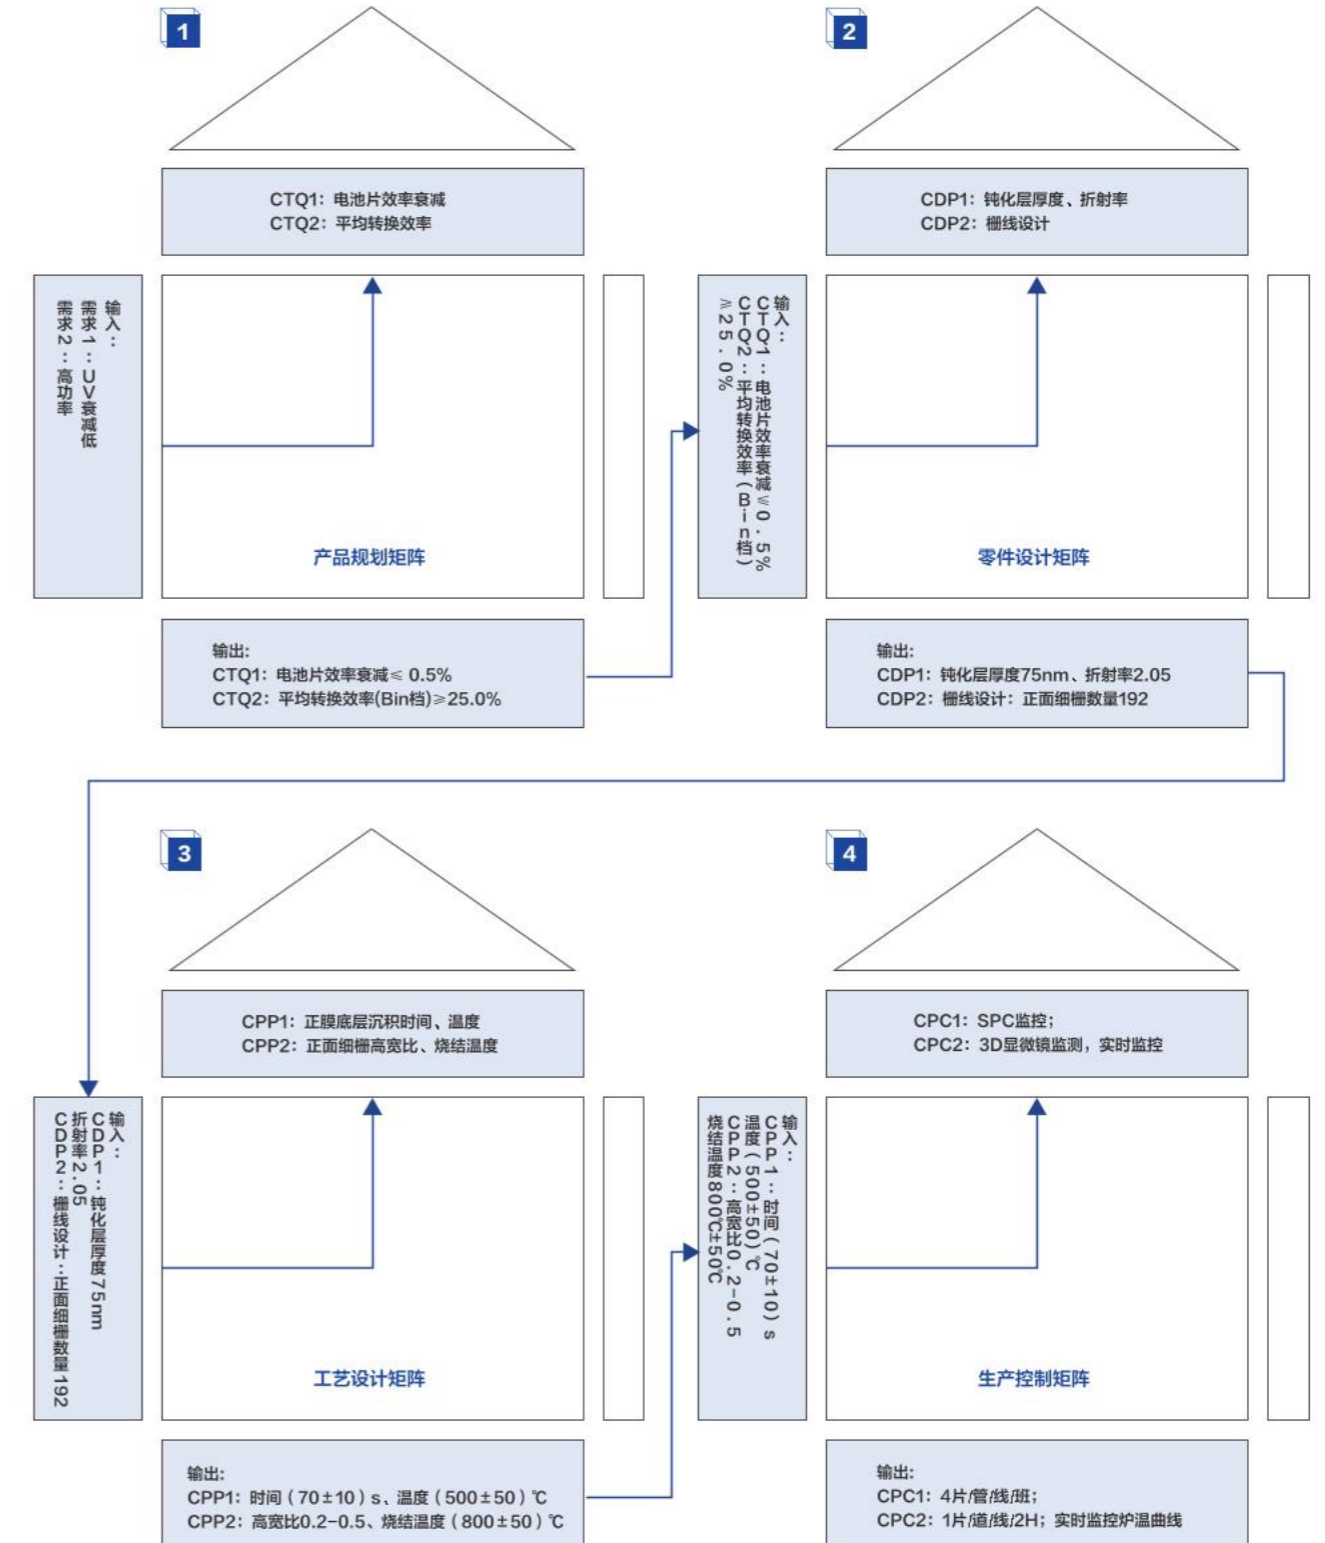 1
CTQ1：电池片效率衰减
CTQ2：平均转换效率
输入：
需求1：UV衰减低
需求2：高功率
产品规划矩阵
输出:
CTQ1：电池片效率衰减≤ 0.5%
CTQ2：平均转换效率(Bin档)≥25.0%
2
CDP1：钝化层厚度、折射率
CDP2：栅线设计
输入：
CTQ1：电池片效率衰减≤0.5%
CTQ2：平均转换效率(Bin档)
≥25.0%
零件设计矩阵
输出:
CDP1：钝化层厚度75nm、折射率2.05
CDP2：栅线设计：正面细栅数量192
3
CPP1：正膜底层沉积时间、温度
CPP2：正面细栅高宽比、烧结温度
输入：
CDP1：钝化层厚度75nm
折射率2.05
CDP2：栅线设计：正面细栅数量192
工艺设计矩阵
输出:
CPP1：时间（70±10）s、温度（500±50）℃
CPP2：高宽比0.2-0.5、烧结温度（800±50）℃
4
CPC1：SPC监控；
CPC2：3D显微镜监测，实时监控
输入：
CPP1：时间(70±10)s
温度(500±50)℃
CPP2：高宽比0.2-0.5
烧结温度800℃±50℃
生产控制矩阵
输出:
CPC1：4片/管/线/班；
CPC2：1片/道/线/2H；实时监控炉温曲线